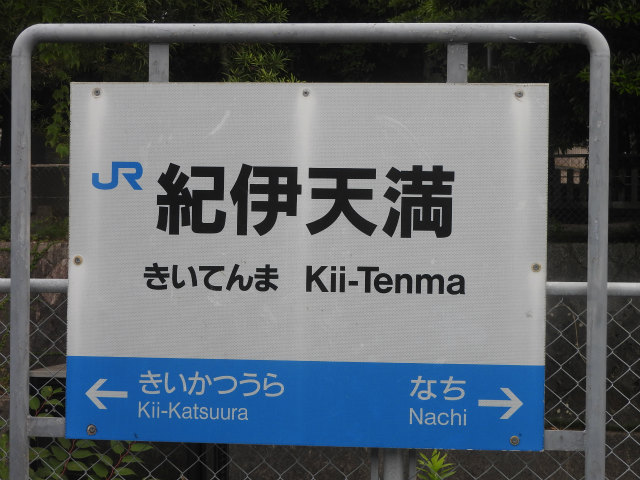 JR 紀伊天満
きいてんま Kii-Tenma
← きいかつうら なち →
Kii-Katsuura Nachi